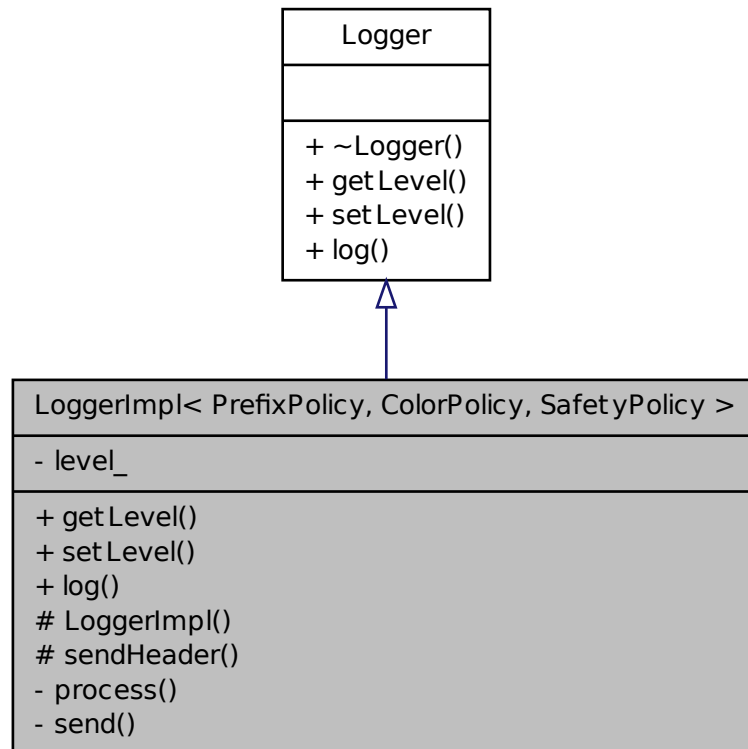 Logger
+ ~Logger()
+ getLevel()
+ setLevel()
+ log()
LoggerImpl< PrefixPolicy, ColorPolicy, SafetyPolicy >
- level_
+ getLevel()
+ setLevel()
+ log()
# LoggerImpl()
# sendHeader()
- process()
- send()